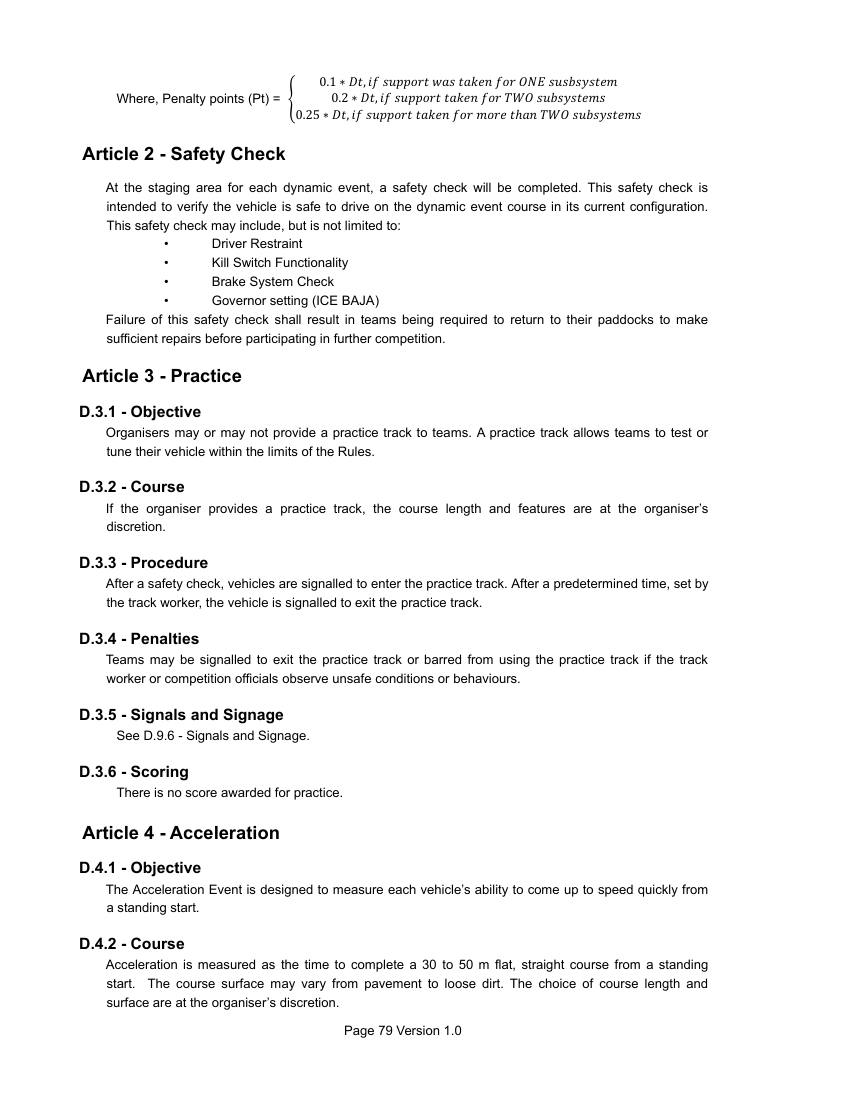 0.1 ∗ Dt, if support was taken for ONE susbsystem
Where, Penalty points (Pt) = { 0.2 ∗ Dt, if support taken for TWO subsystems
0.25 ∗ Dt, if support taken for more than TWO subsystems
Article 2 - Safety Check
At the staging area for each dynamic event, a safety check will be completed. This safety check is
intended to verify the vehicle is safe to drive on the dynamic event course in its current configuration.
This safety check may include, but is not limited to:
• Driver Restraint
• Kill Switch Functionality
• Brake System Check
• Governor setting (ICE BAJA)
Failure of this safety check shall result in teams being required to return to their paddocks to make
sufficient repairs before participating in further competition.
Article 3 - Practice
D.3.1 - Objective
Organisers may or may not provide a practice track to teams. A practice track allows teams to test or
tune their vehicle within the limits of the Rules.
D.3.2 - Course
If the organiser provides a practice track, the course length and features are at the organiser’s
discretion.
D.3.3 - Procedure
After a safety check, vehicles are signalled to enter the practice track. After a predetermined time, set by
the track worker, the vehicle is signalled to exit the practice track.
D.3.4 - Penalties
Teams may be signalled to exit the practice track or barred from using the practice track if the track
worker or competition officials observe unsafe conditions or behaviours.
D.3.5 - Signals and Signage
See D.9.6 - Signals and Signage.
D.3.6 - Scoring
There is no score awarded for practice.
Article 4 - Acceleration
D.4.1 - Objective
The Acceleration Event is designed to measure each vehicle’s ability to come up to speed quickly from
a standing start.
D.4.2 - Course
Acceleration is measured as the time to complete a 30 to 50 m flat, straight course from a standing
start. The course surface may vary from pavement to loose dirt. The choice of course length and
surface are at the organiser’s discretion.
Page 79 Version 1.0